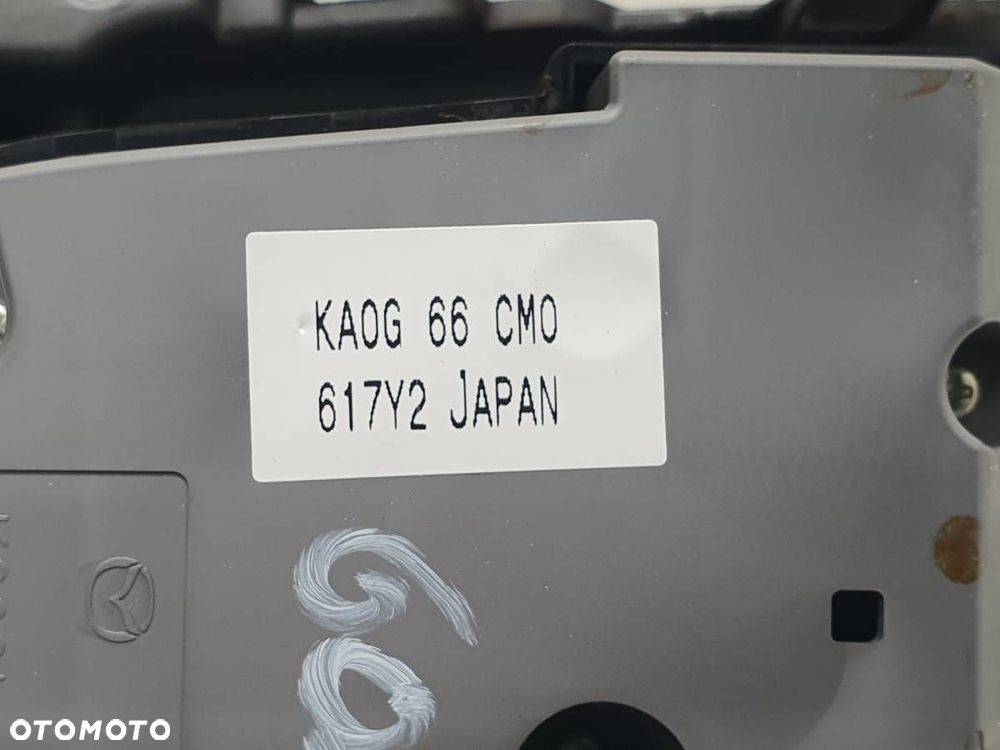 KA0G 66 CM0
617Y2 JAPAN
OTOMOTO